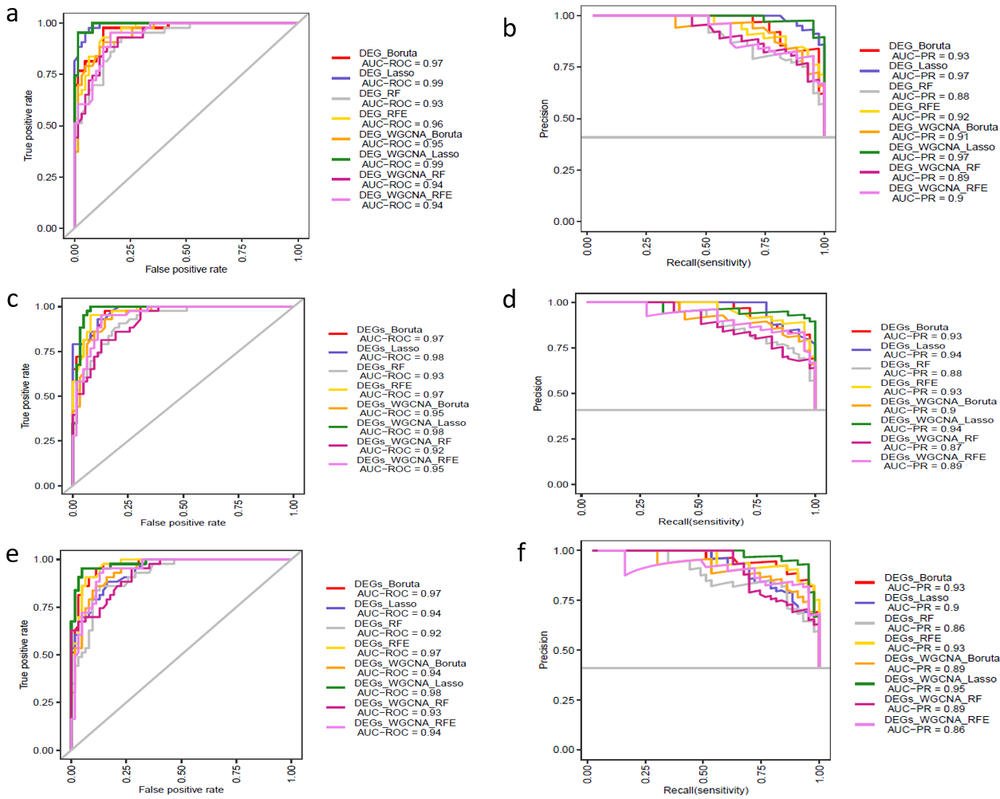 a
True positive rate
1.00
0.75
0.50
0.25
0.00
0.00
0.25
0.50
0.75
1.00
False positive rate
DEG_Boruta
AUC-ROC = 0.97
DEG_Lasso
AUC-ROC = 0.99
DEG_RF
AUC-ROC = 0.93
DEG_RFE
AUC-ROC = 0.96
DEG_WGCNA_Boruta
AUC-ROC = 0.95
DEG_WGCNA_Lasso
AUC-ROC = 0.99
DEG_WGCNA_RF
AUC-ROC = 0.94
DEG_WGCNA_RFE
AUC-ROC = 0.94
b
Precision
1.00
0.75
0.50
0.25
0.00
0.00
0.25
0.50
0.75
1.00
Recall(sensitivity)
DEG_Boruta
AUC-PR = 0.93
DEG_Lasso
AUC-PR = 0.97
DEG_RF
AUC-PR = 0.88
DEG_RFE
AUC-PR = 0.92
DEG_WGCNA_Boruta
AUC-PR = 0.91
DEG_WGCNA_Lasso
AUC-PR = 0.97
DEG_WGCNA_RF
AUC-PR = 0.89
DEG_WGCNA_RFE
AUC-PR = 0.9
c
True positive rate
1.00
0.75
0.50
0.25
0.00
0.00
0.25
0.50
0.75
1.00
False positive rate
DEGs_Boruta
AUC-ROC = 0.97
DEGs_Lasso
AUC-ROC = 0.98
DEGs_RF
AUC-ROC = 0.93
DEGs_RFE
AUC-ROC = 0.97
DEGs_WGCNA_Boruta
AUC-ROC = 0.95
DEGs_WGCNA_Lasso
AUC-ROC = 0.98
DEGs_WGCNA_RF
AUC-ROC = 0.92
DEGs_WGCNA_RFE
AUC-ROC = 0.95
d
Precision
1.00
0.75
0.50
0.25
0.00
0.00
0.25
0.50
0.75
1.00
Recall(sensitivity)
DEGs_Boruta
AUC-PR = 0.93
DEGs_Lasso
AUC-PR = 0.94
DEGs_RF
AUC-PR = 0.88
DEGs_RFE
AUC-PR = 0.93
DEGs_WGCNA_Boruta
AUC-PR = 0.9
DEGs_WGCNA_Lasso
AUC-PR = 0.94
DEGs_WGCNA_RF
AUC-PR = 0.87
DEGs_WGCNA_RFE
AUC-PR = 0.89
e
True positive rate
1.00
0.75
0.50
0.25
0.00
0.00
0.25
0.50
0.75
1.00
False positive rate
DEGs_Boruta
AUC-ROC = 0.97
DEGs_Lasso
AUC-ROC = 0.94
DEGs_RF
AUC-ROC = 0.92
DEGs_RFE
AUC-ROC = 0.97
DEGs_WGCNA_Boruta
AUC-ROC = 0.94
DEGs_WGCNA_Lasso
AUC-ROC = 0.98
DEGs_WGCNA_RF
AUC-ROC = 0.93
DEGs_WGCNA_RFE
AUC-ROC = 0.94
f
Precision
1.00
0.75
0.50
0.25
0.00
0.00
0.25
0.50
0.75
1.00
Recall(sensitivity)
DEGs_Boruta
AUC-PR = 0.93
DEGs_Lasso
AUC-PR = 0.9
DEGs_RF
AUC-PR = 0.86
DEGs_RFE
AUC-PR = 0.93
DEGs_WGCNA_Boruta
AUC-PR = 0.89
DEGs_WGCNA_Lasso
AUC-PR = 0.95
DEGs_WGCNA_RF
AUC-PR = 0.89
DEGs_WGCNA_RFE
AUC-PR = 0.86